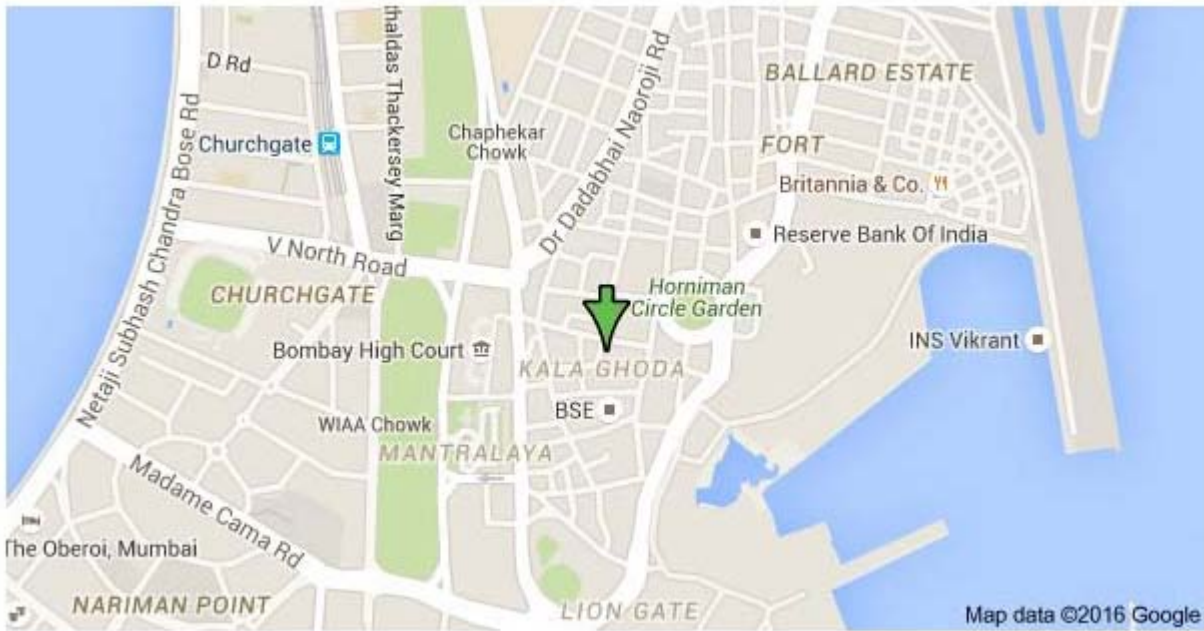 D Rd
thaldas Thackersey Marg
Dr Dadabhai Naoroji Rd
BALLARD ESTATE
Netaji Subhash Chandra Bose Rd
Churchgate
Chaphekar
Chowk
FORT
Britannia & Co.
V North Road
Reserve Bank Of India
CHURCHGATE
Horniman
Circle Garden
Bombay High Court
INS Vikrant
KALA GHODA
BSE
WIAA Chowk
MANTRALAYA
Madame Cama Rd
The Oberoi, Mumbai
NARIMAN POINT
LION GATE
Map data ©2016 Google